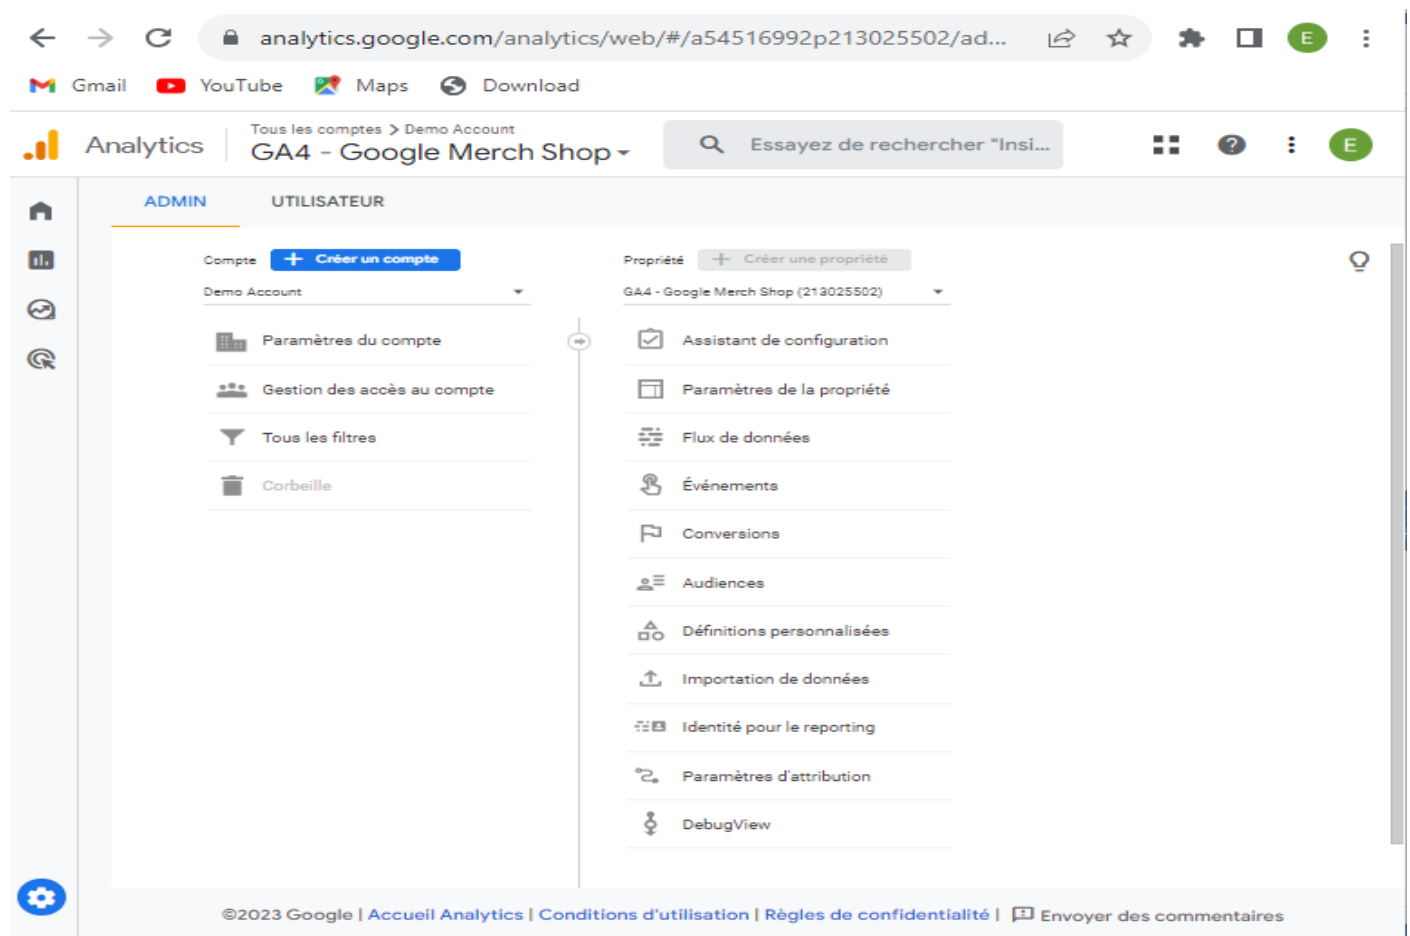 analytics.google.com/analytics/web/#/a54516992p213025502/ad...
E
Gmail YouTube Maps Download
Analytics
Tous les comptes > Demo Account
GA4 - Google Merch Shop
Essayez de rechercher "Insi...
E
ADMIN UTILISATEUR
Compte + Créer un compte
Demo Account
Paramètres du compte
Gestion des accès au compte
Tous les filtres
Corbeille
Propriété + Créer une propriété
GA4 - Google Merch Shop (213025502)
Assistant de configuration
Paramètres de la propriété
Flux de données
Événements
Conversions
Audiences
Définitions personnalisées
Importation de données
Identité pour le reporting
Paramètres d'attribution
DebugView
©2023 Google | Accueil Analytics | Conditions d'utilisation | Règles de confidentialité | Envoyer des commentaires